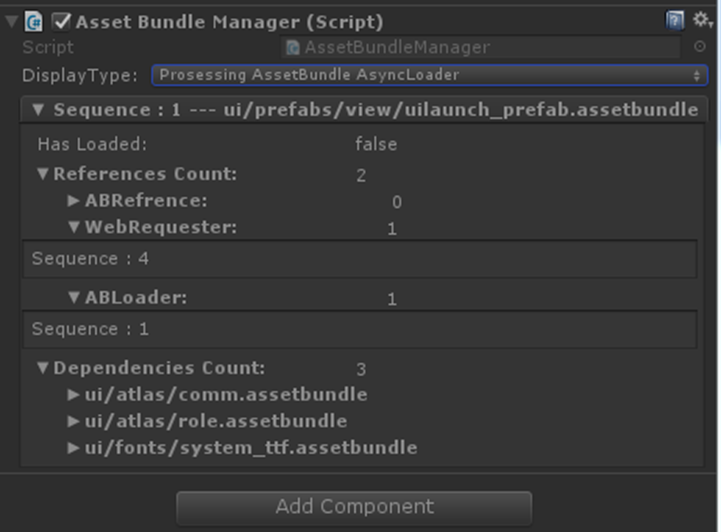 Asset Bundle Manager (Script)
Script AssetBundleManager
DisplayType: Prosessing AssetBundle AsyncLoader
Sequence : 1 --- ui/prefabs/view/uilaunch_prefab.assetbundle
Has Loaded: false
References Count: 2
ABRefrence: 0
WebRequester: 1
Sequence : 4
ABLoader: 1
Sequence : 1
Dependencies Count: 3
ui/atlas/comm.assetbundle
ui/atlas/role.assetbundle
ui/fonts/system_ttf.assetbundle
Add Component